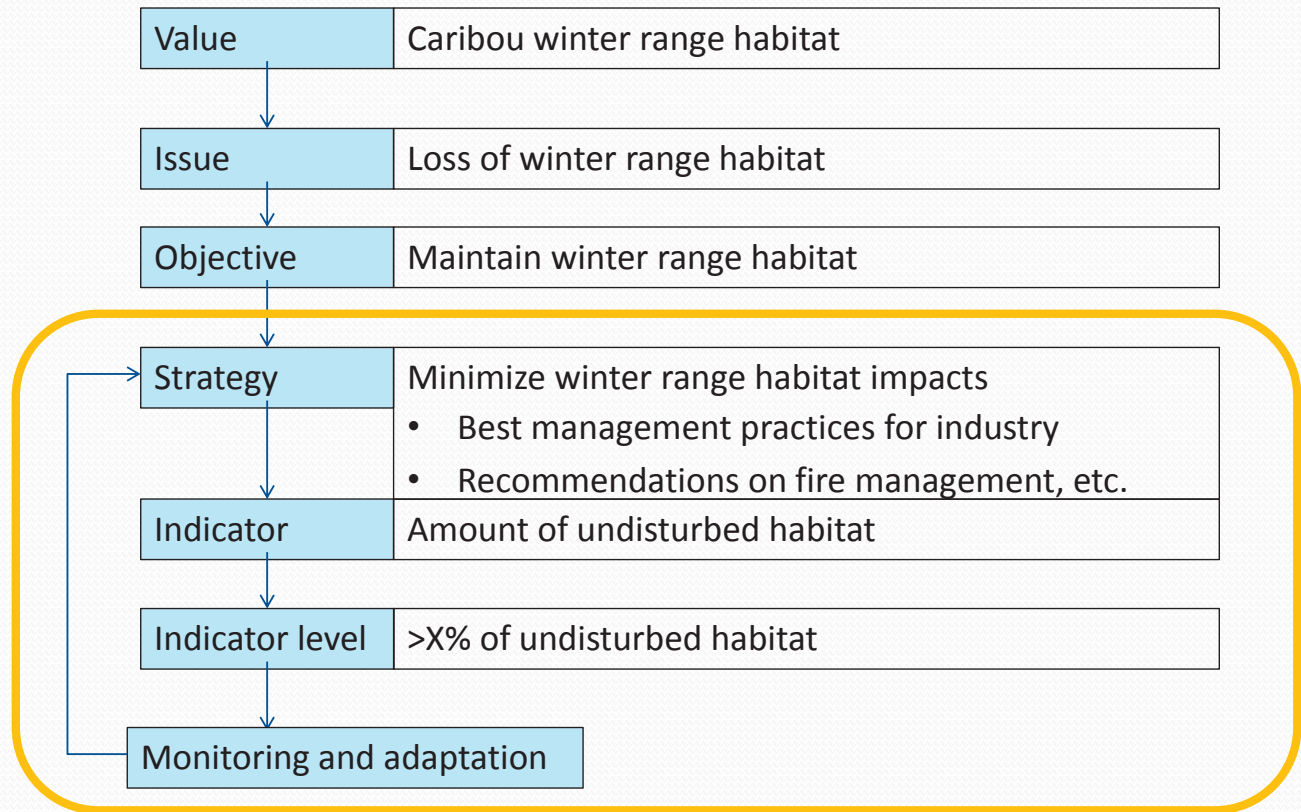 Value Caribou winter range habitat
Issue Loss of winter range habitat
Objective Maintain winter range habitat
Strategy Minimize winter range habitat impacts
• Best management practices for industry
• Recommendations on fire management, etc.
Indicator Amount of undisturbed habitat
Indicator level >X% of undisturbed habitat
Monitoring and adaptation